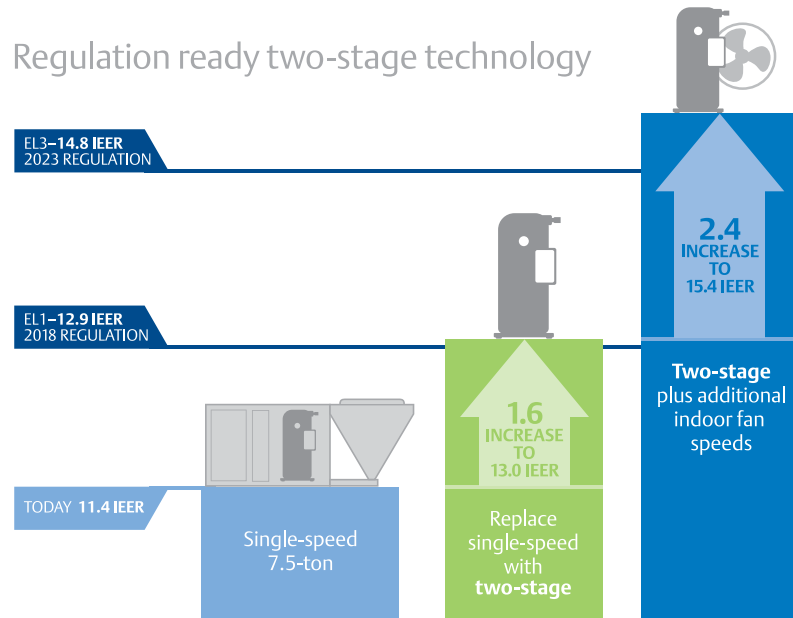 Regulation ready two-stage technology
EL3–14.8 IEER
2023 REGULATION
2.4
INCREASE
TO
15.4 IEER
EL1–12.9 IEER
2018 REGULATION
Two-stage
plus additional
indoor fan
speeds
1.6
INCREASE
TO
13.0 IEER
TODAY 11.4 IEER
Single-speed
7.5-ton
Replace
single-speed
with
two-stage